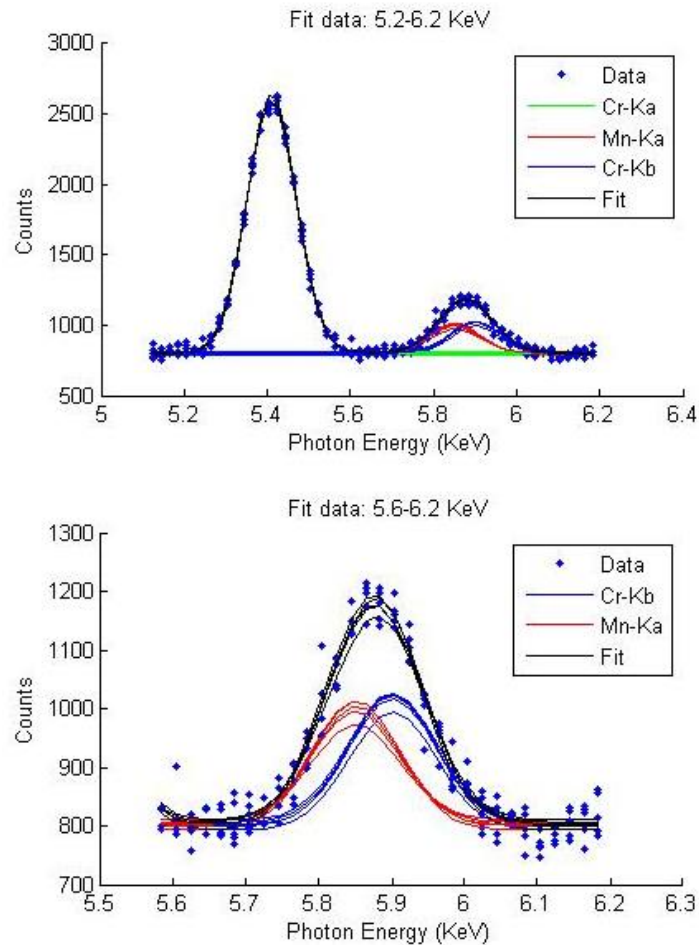 Fit data: 5.2-6.2 KeV
3000
2500
2000
1500
1000
500
Counts
Data
Cr-Ka
Mn-Ka
Cr-Kb
Fit
5 5.2 5.4 5.6 5.8 6 6.2 6.4
Photon Energy (KeV)
Fit data: 5.6-6.2 KeV
1300
1200
1100
1000
900
800
700
Counts
Data
Cr-Kb
Mn-Ka
Fit
5.5 5.6 5.7 5.8 5.9 6 6.1 6.2 6.3
Photon Energy (KeV)